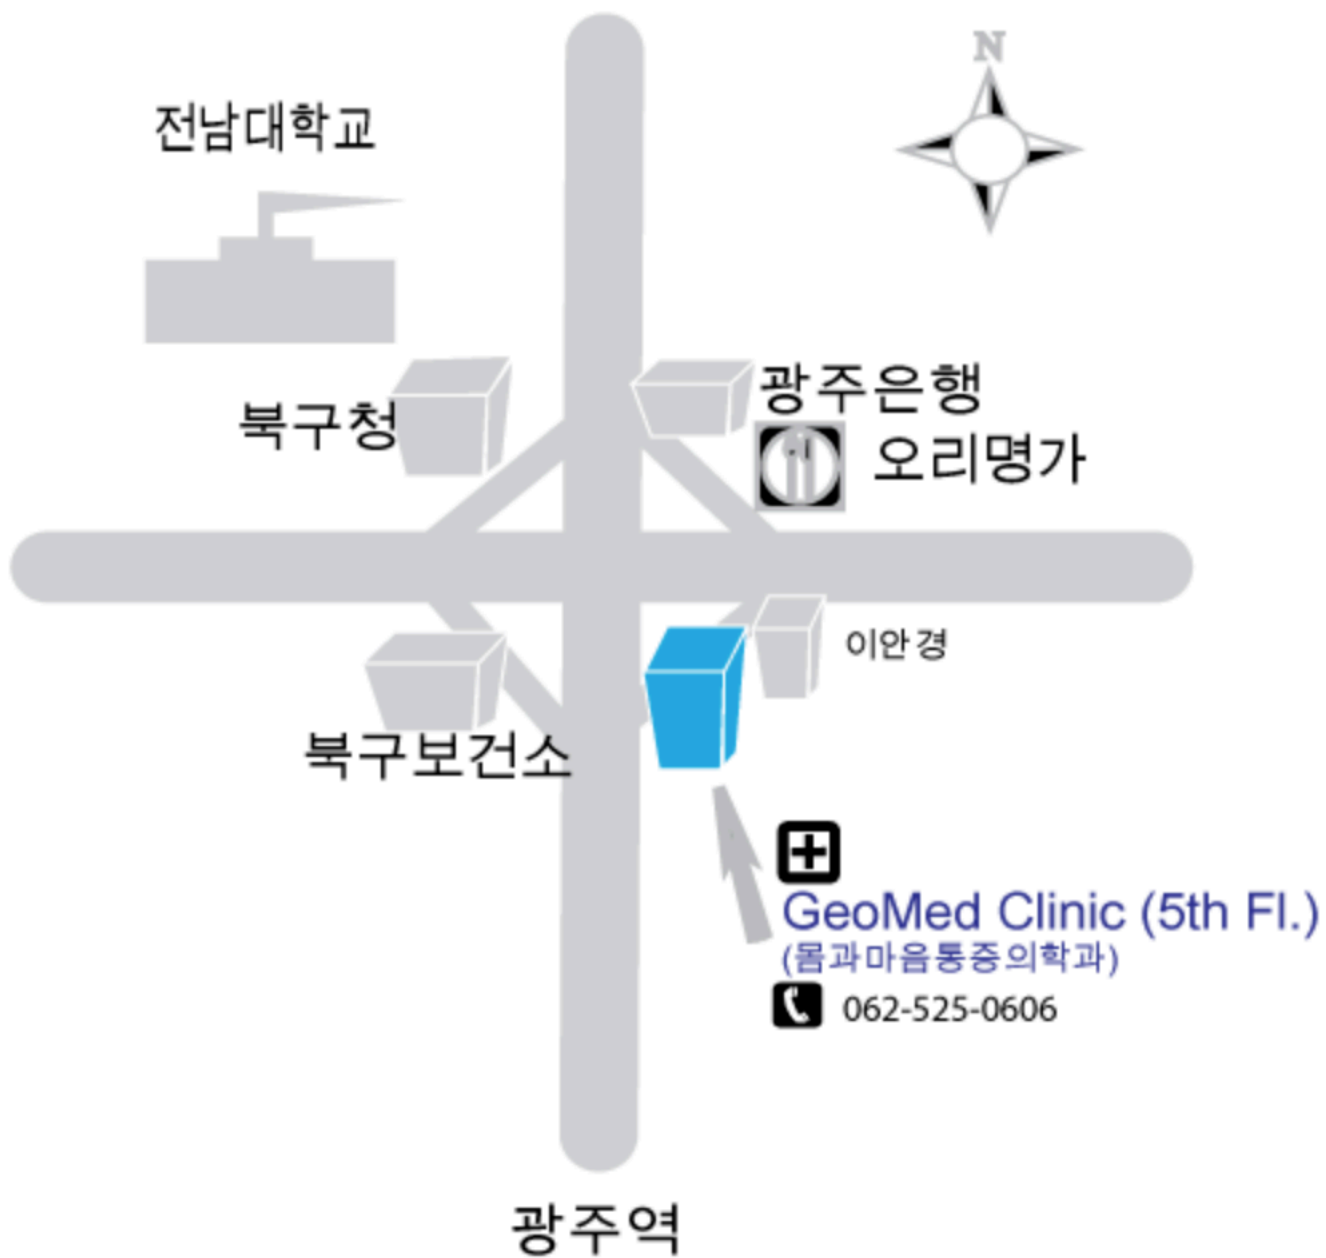 N
전남대학교
북구청
광주은행
오리명가
이안경
북구보건소
GeoMed Clinic (5th Fl.)
(몸과마음통증의학과)
062-525-0606
광주역